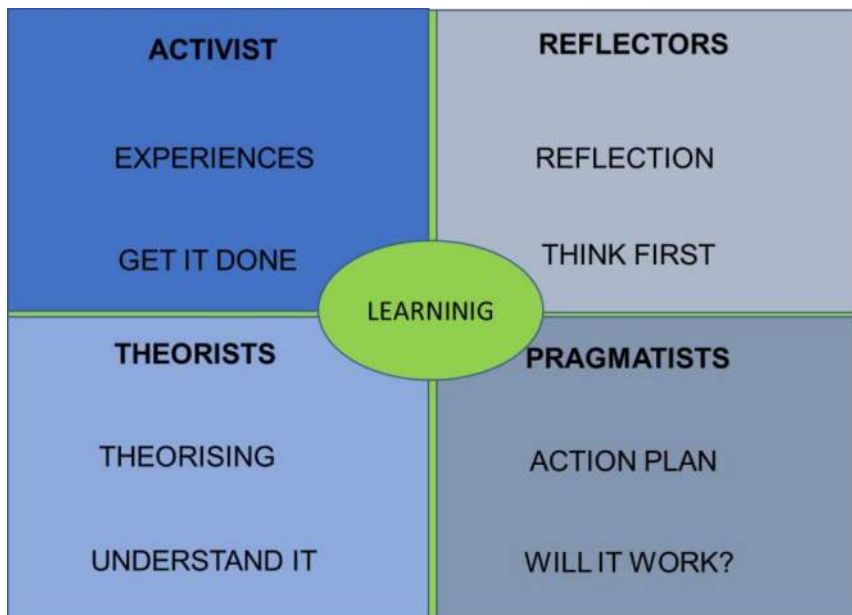 ACTIVIST
EXPERIENCES
GET IT DONE
REFLECTORS
REFLECTION
THINK FIRST
LEARNINIG
THEORISTS
THEORISING
UNDERSTAND IT
PRAGMATISTS
ACTION PLAN
WILL IT WORK?